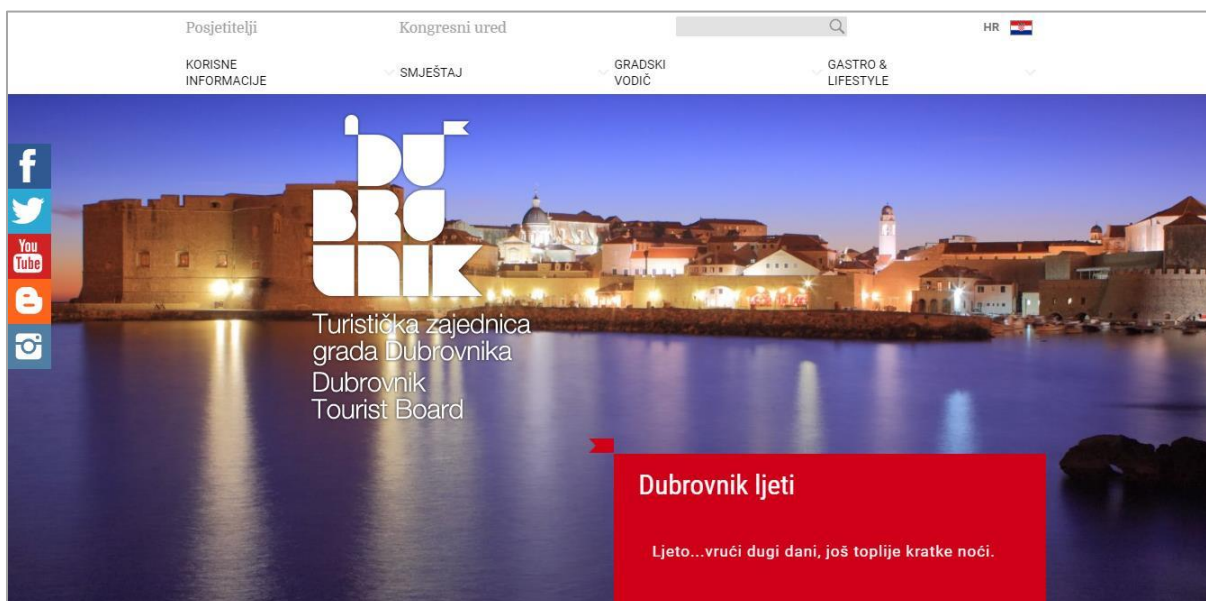 Posjetitelji
Kongresni ured
HR
KORISNE
INFORMACIJE
SMJEŠTAJ
GRADSKI
VODIČ
GASTRO &
LIFESTYLE
DU
BRO
VNIK
You
Tube
Turistička zajednica
grada Dubrovnika
Dubrovnik
Tourist Board
Dubrovnik ljeti
Ljeto...vrući dugi dani, još toplije kratke noći.